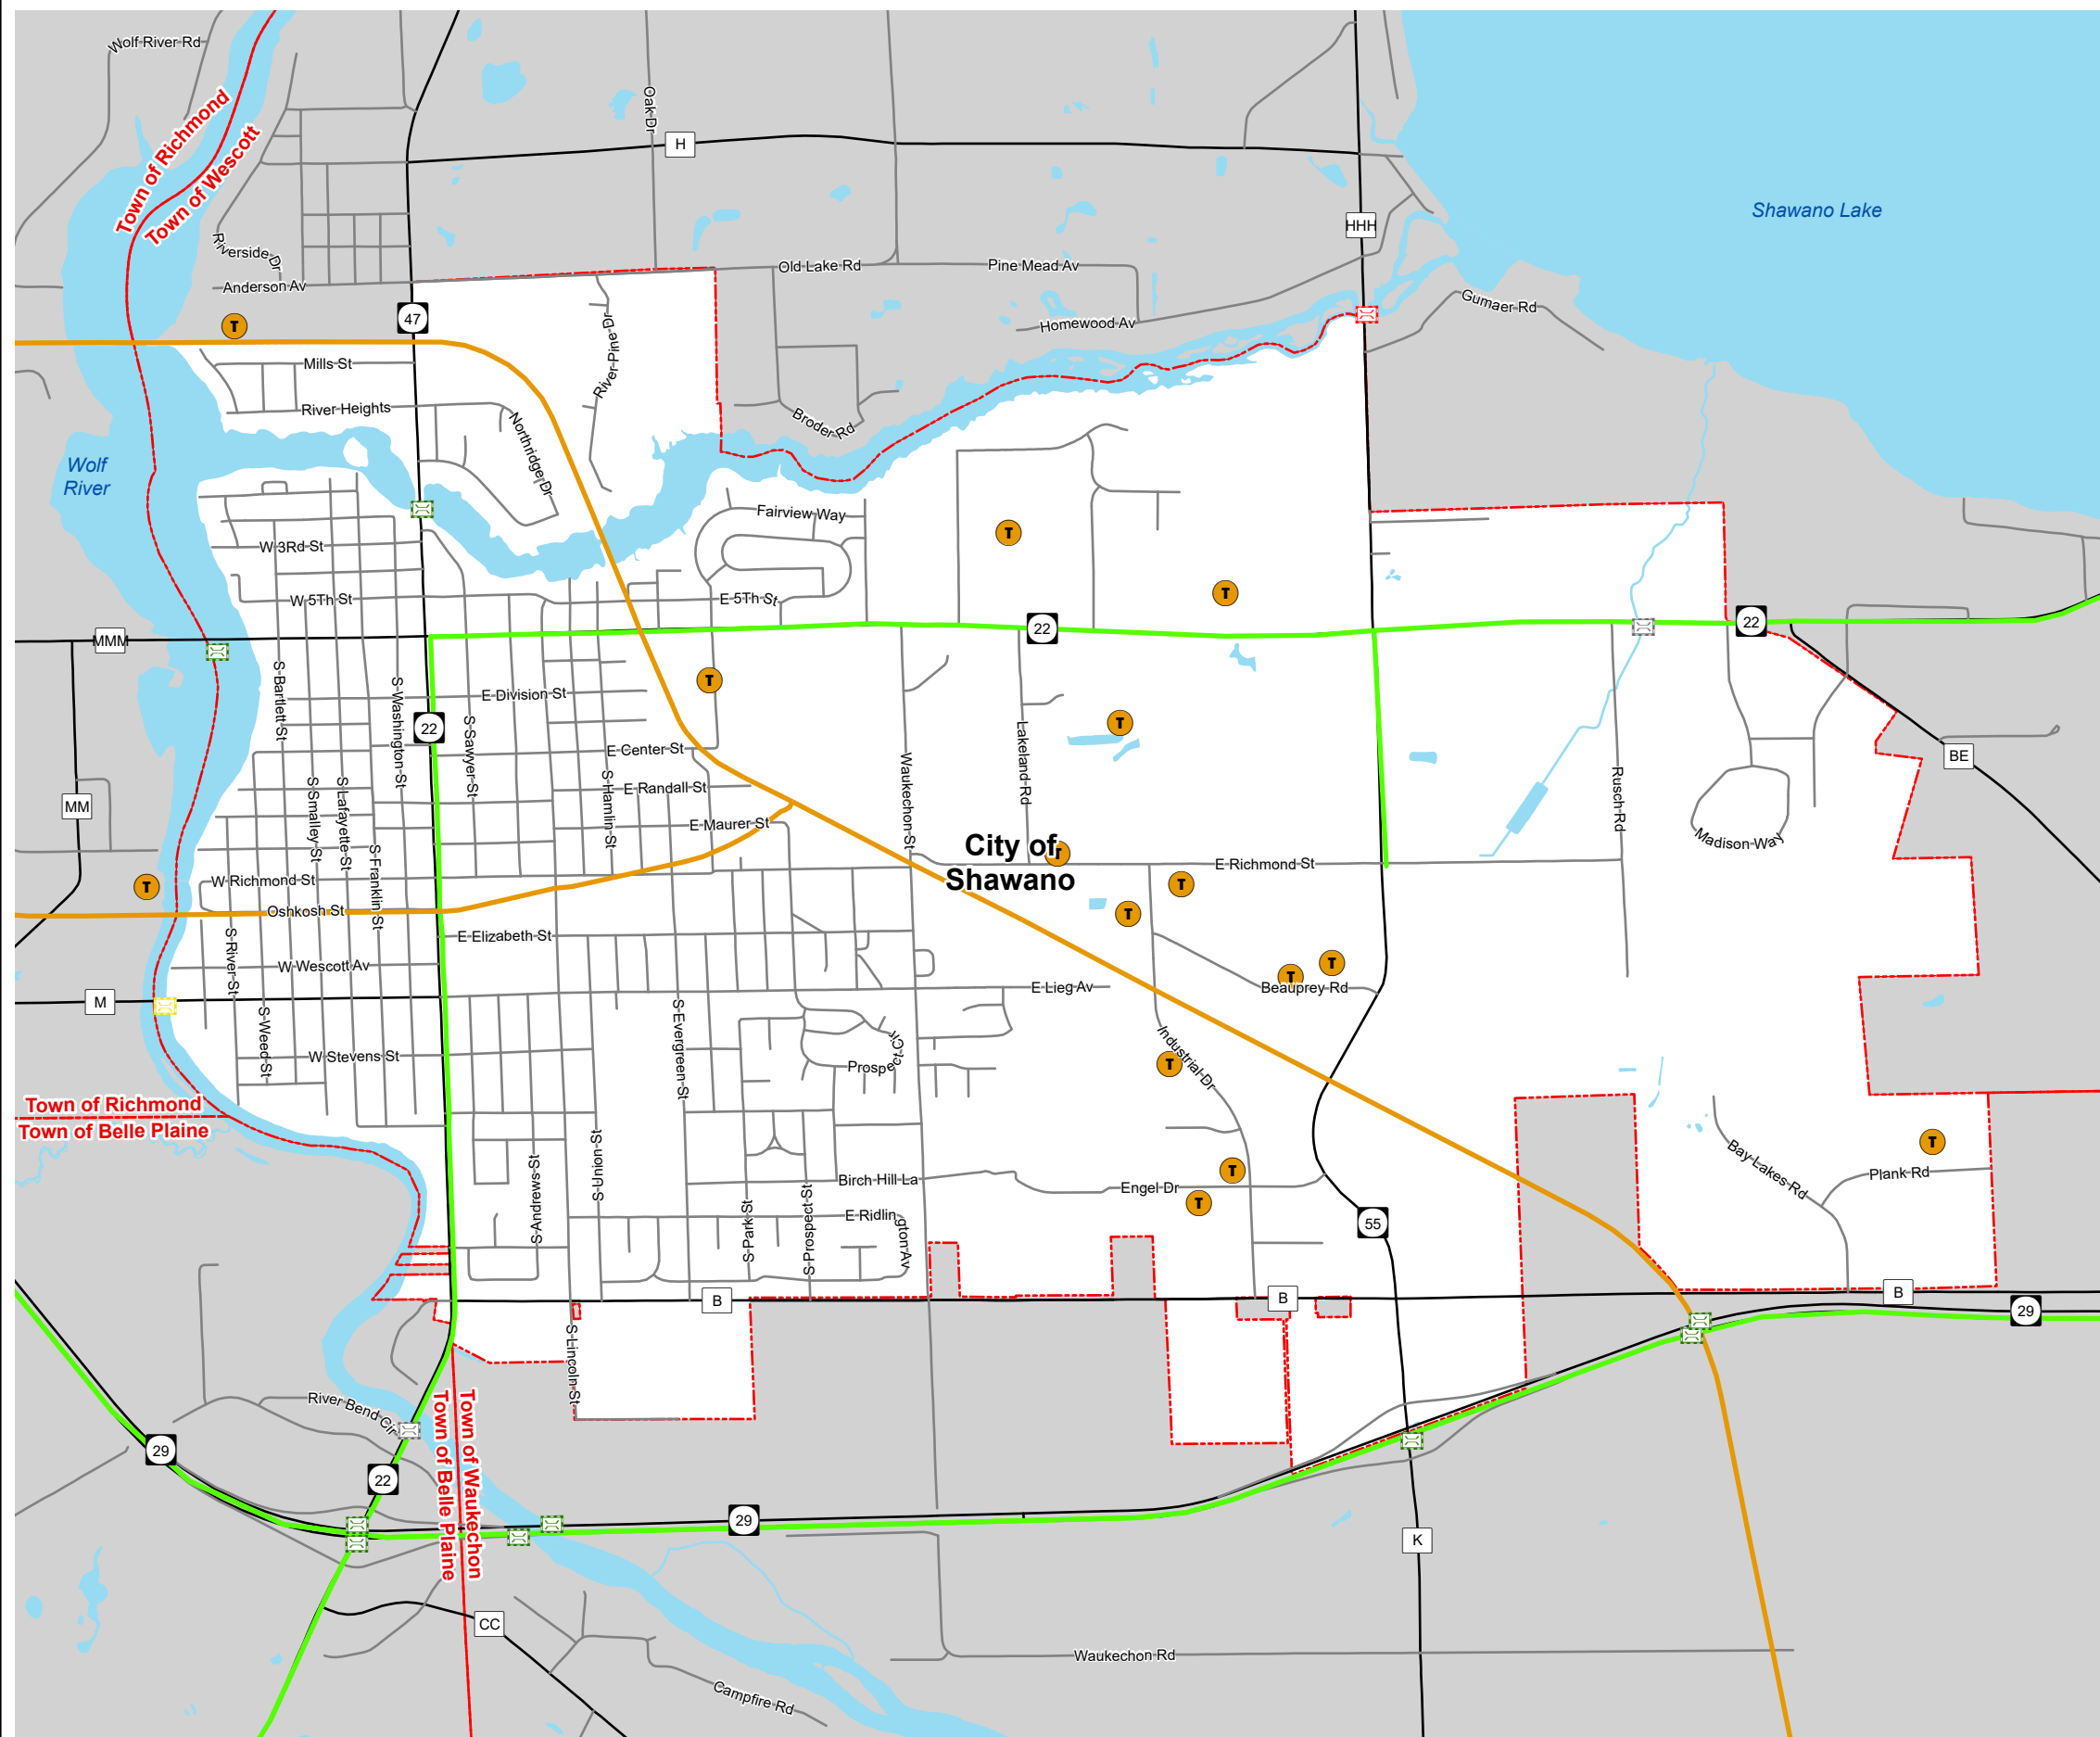 Wolf River Rd
Oak Dr
H
Town of Richmond
Town of Wescott
Shawano Lake
HHH
Riverside Dr
Old Lake Rd
Pine Mead Av
Anderson Av
Gumaer Rd
47
T
Homewood Av
River Pine Dr
Mills St
River Heights
Northridge Dr
Broder Rd
Wolf
River
Fairview Way
T
W 3Rd St
T
W 5Th St
E 5Th St
22
22
MMM
S Bartlett St
S Washington St
E Division St
T
22
S Sawyer St
T
E Center St
Lakeland Rd
Waukechon St
BE
S Hamlin St
E Randall St
Rusch Rd
MM
S Smalley St
S Lafayette St
E Maurer St
Madison Way
City of
Shawano
T
E Richmond St
S Franklin St
W Richmond St
T
T
Oshkosh St
T
E Elizabeth St
S River St
W Wescott Av
T
T
E Lieg Av
Beauprey Rd
M
S Weed St
S Evergreen St
W Stevens St
Prospect Cir
T
Industrial Dr
Town of Richmond
Town of Belle Plaine
T
Bay Lakes Rd
Plank Rd
S Andrews St
S Union St
Birch Hill La
T
Engel Dr
T
S Park St
S Prospect St
E Ridlington Av
55
B
B
B
29
S Lincoln St
River Bend Cir
Town of Belle Plaine
Town of Waukechon
29
22
29
K
CC
Waukechon Rd
Campfire Rd